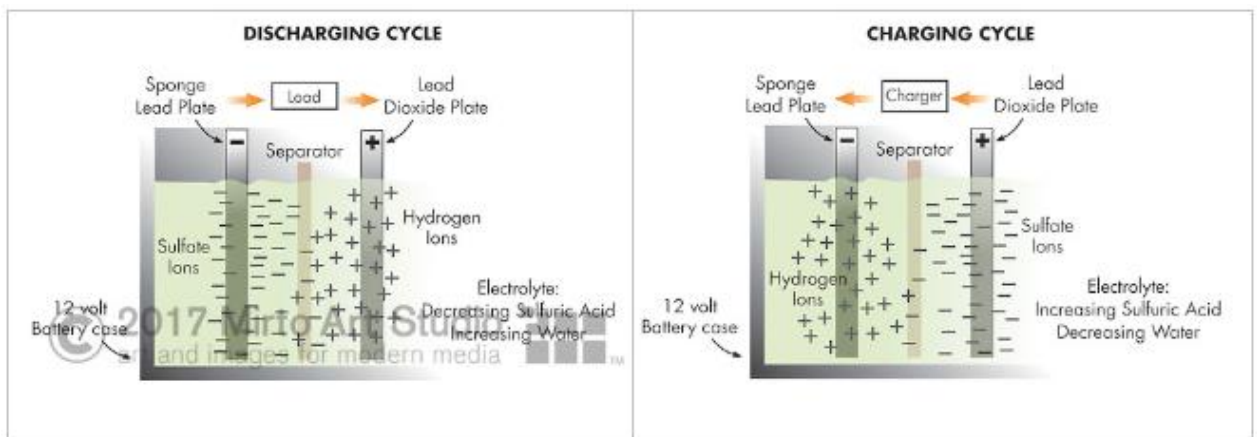 DISCHARGING CYCLE
Sponge
Lead Plate
Load
Lead
Dioxide Plate
−
+
Separator
Sulfate
Ions
Hydrogen
Ions
12 volt
Battery case
Electrolyte:
Decreasing Sulfuric Acid
Increasing Water
© 2017 Mirto Art Studio
art and images for modern media
TM
CHARGING CYCLE
Sponge
Lead Plate
Charger
Lead
Dioxide Plate
−
+
Separator
Hydrogen
Ions
Sulfate
Ions
12 volt
Battery case
Electrolyte:
Increasing Sulfuric Acid
Decreasing Water